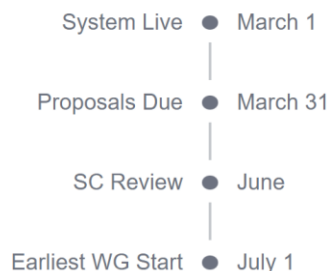 System Live March 1
Proposals Due March 31
SC Review June
Earliest WG Start July 1